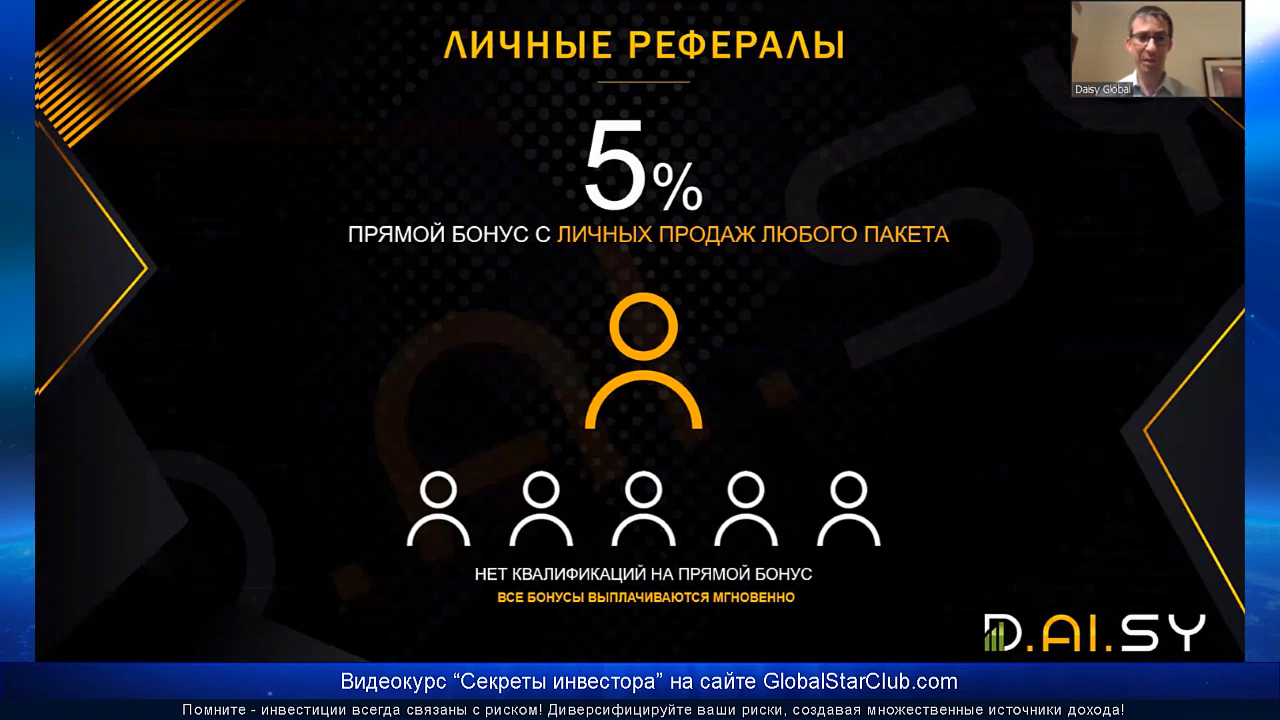 ЛИЧНЫЕ РЕФЕРАЛЫ
Daisy Global
5%
ПРЯМОЙ БОНУС С ЛИЧНЫХ ПРОДАЖ ЛЮБОГО ПАКЕТА
НЕТ КВАЛИФИКАЦИЙ НА ПРЯМОЙ БОНУС
ВСЕ БОНУСЫ ВЫПЛАЧИВАЮТСЯ МГНОВЕННО
D.AI.SY
Видеокурс “Секреты инвестора” на сайте GlobalStarClub.com
Помните - инвестиции всегда связаны с риском! Диверсифицируйте ваши риски, создавая множественные источники дохода!